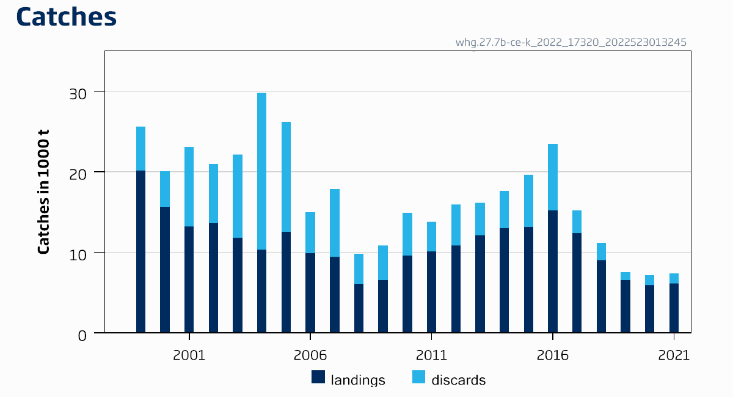 Catches
whg.27.7b-ce-k_2022_17320_2022523013245
Catches in 1000 t
30
20
10
0
2001 2006 2011 2016 2021
landings discards